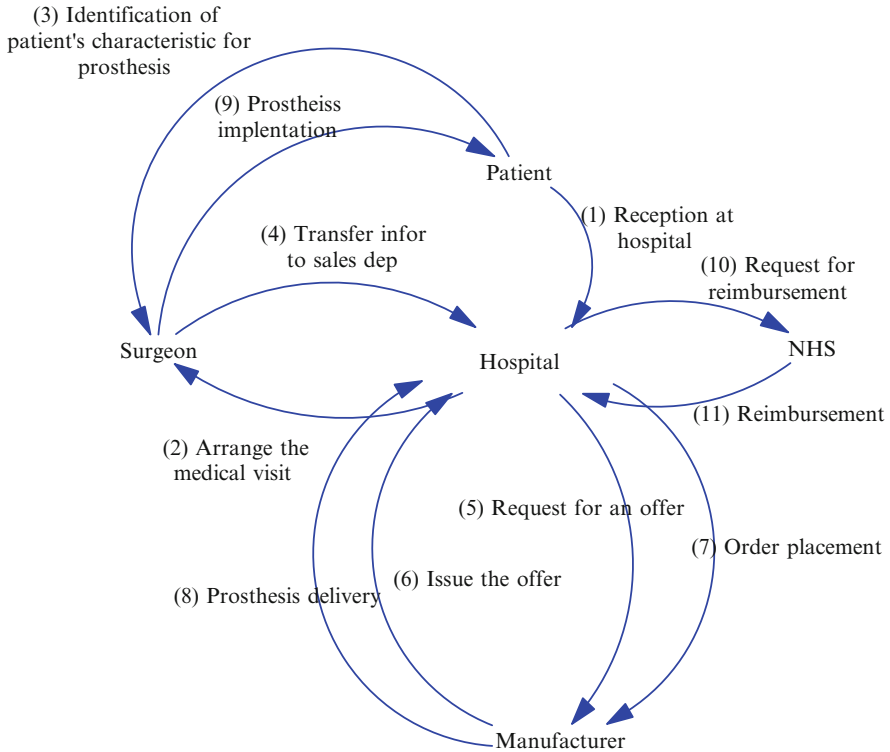 (3) Identification of
patient's characteristic for
prosthesis
(9) Prostheiss
implentation
Patient
(1) Reception at
hospital
(4) Transfer infor
to sales dep
(10) Request for
reimbursement
Surgeon
Hospital
NHS
(11) Reimbursement
(2) Arrange the
medical visit
(5) Request for an offer
(7) Order placement
(6) Issue the offer
(8) Prosthesis delivery
Manufacturer